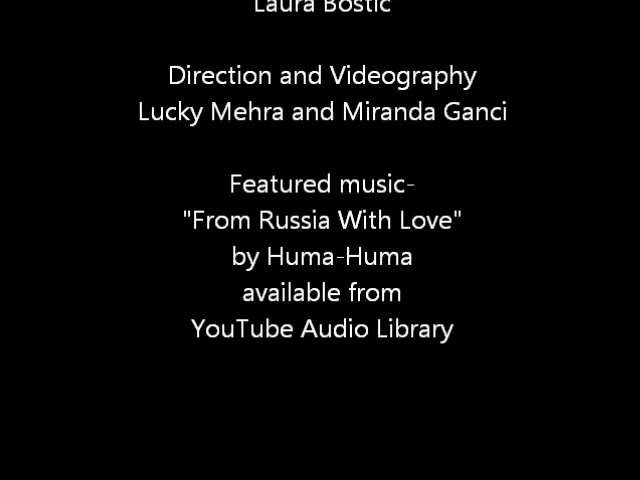 Laura Bostic
Direction and Videography
Lucky Mehra and Miranda Ganci
Featured music-
"From Russia With Love"
by Huma-Huma
available from
YouTube Audio Library